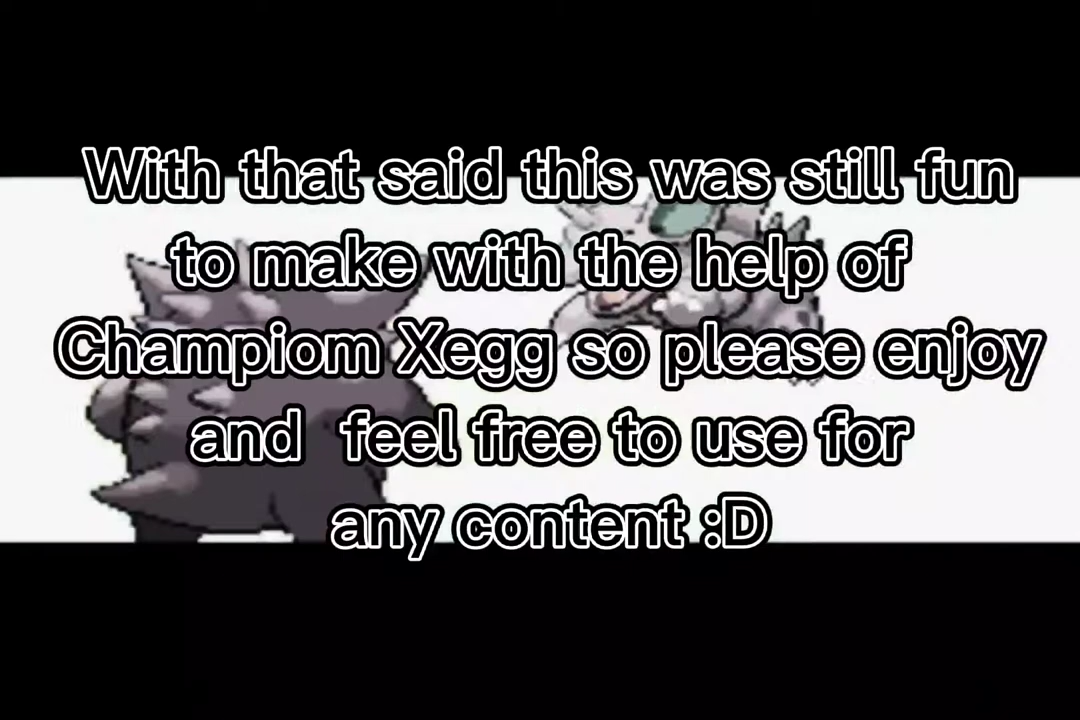 With that said this was still fun
to make with the help of
Champiom Xegg so please enjoy
and  feel free to use for
any content :D